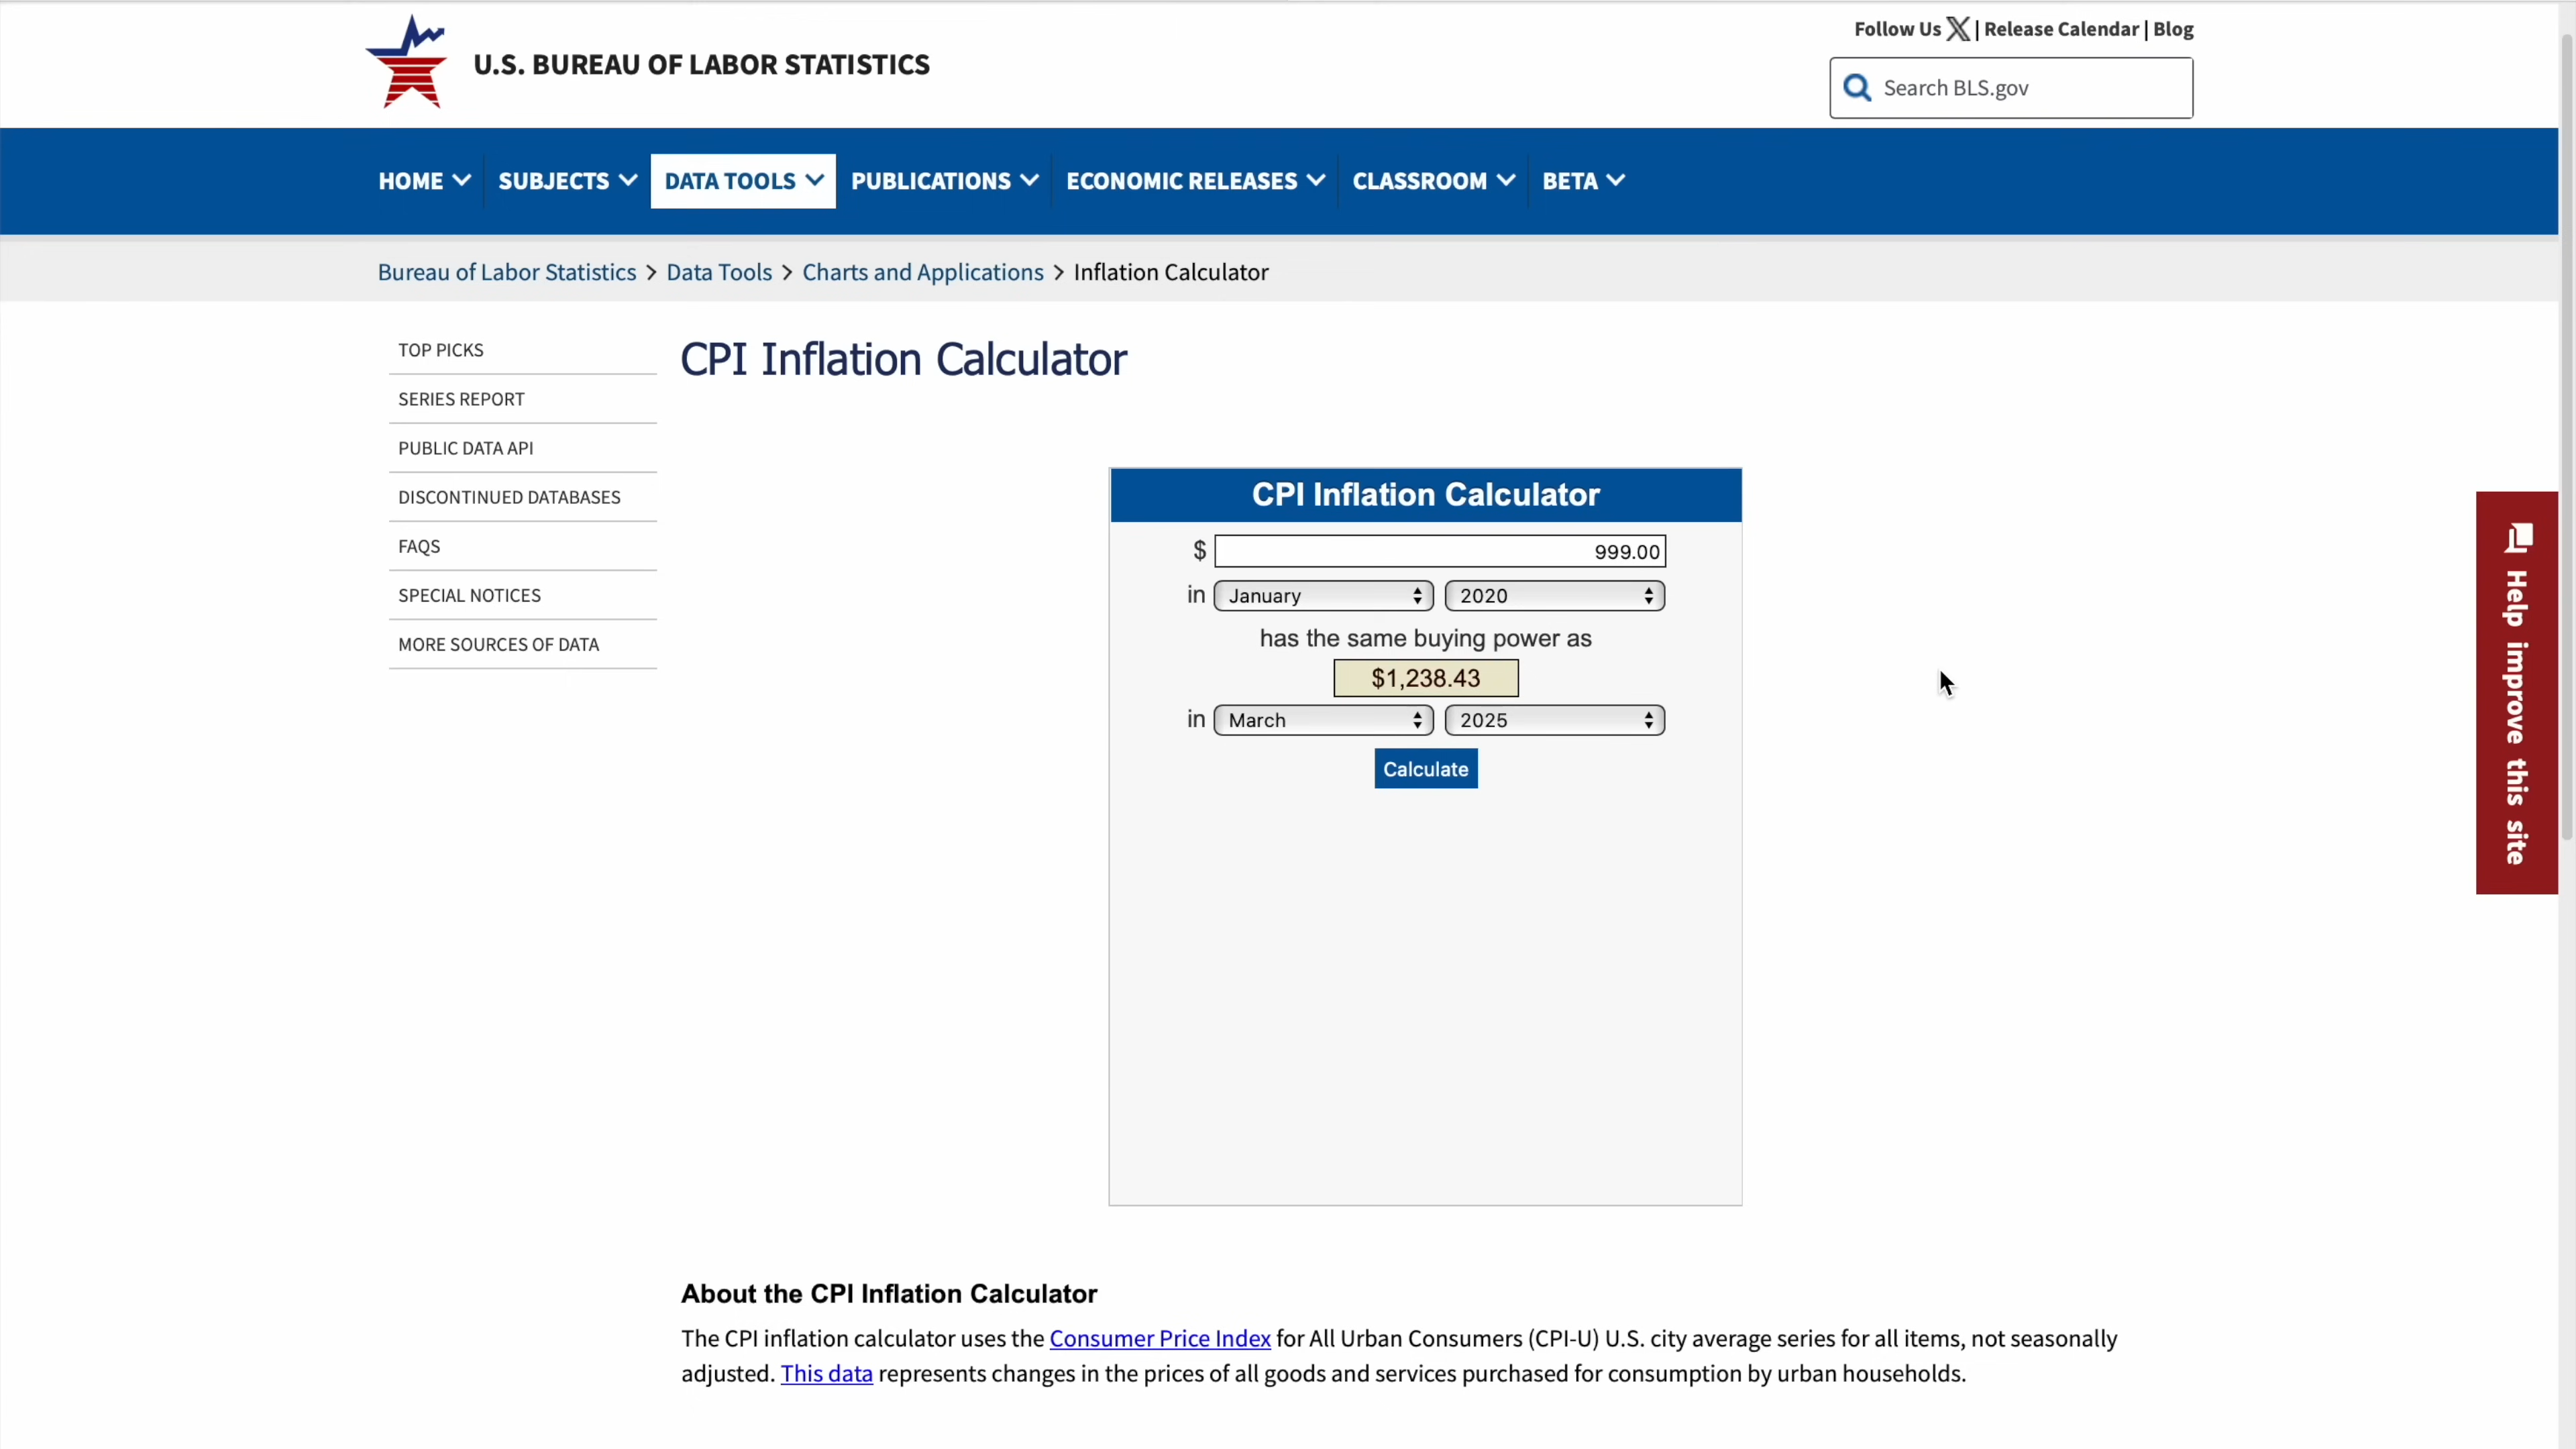 Follow Us X | Release Calendar | Blog
U.S. BUREAU OF LABOR STATISTICS
Search BLS.gov
HOME SUBJECTS DATA TOOLS PUBLICATIONS ECONOMIC RELEASES CLASSROOM BETA
Bureau of Labor Statistics > Data Tools > Charts and Applications > Inflation Calculator
TOP PICKS
SERIES REPORT
PUBLIC DATA API
DISCONTINUED DATABASES
FAQS
SPECIAL NOTICES
MORE SOURCES OF DATA
CPI Inflation Calculator
CPI Inflation Calculator
$ 999.00
in January 2020
has the same buying power as
$1,238.43
in March 2025
Calculate
Help improve this site
About the CPI Inflation Calculator
The CPI inflation calculator uses the Consumer Price Index for All Urban Consumers (CPI-U) U.S. city average series for all items, not seasonally
adjusted. This data represents changes in the prices of all goods and services purchased for consumption by urban households.